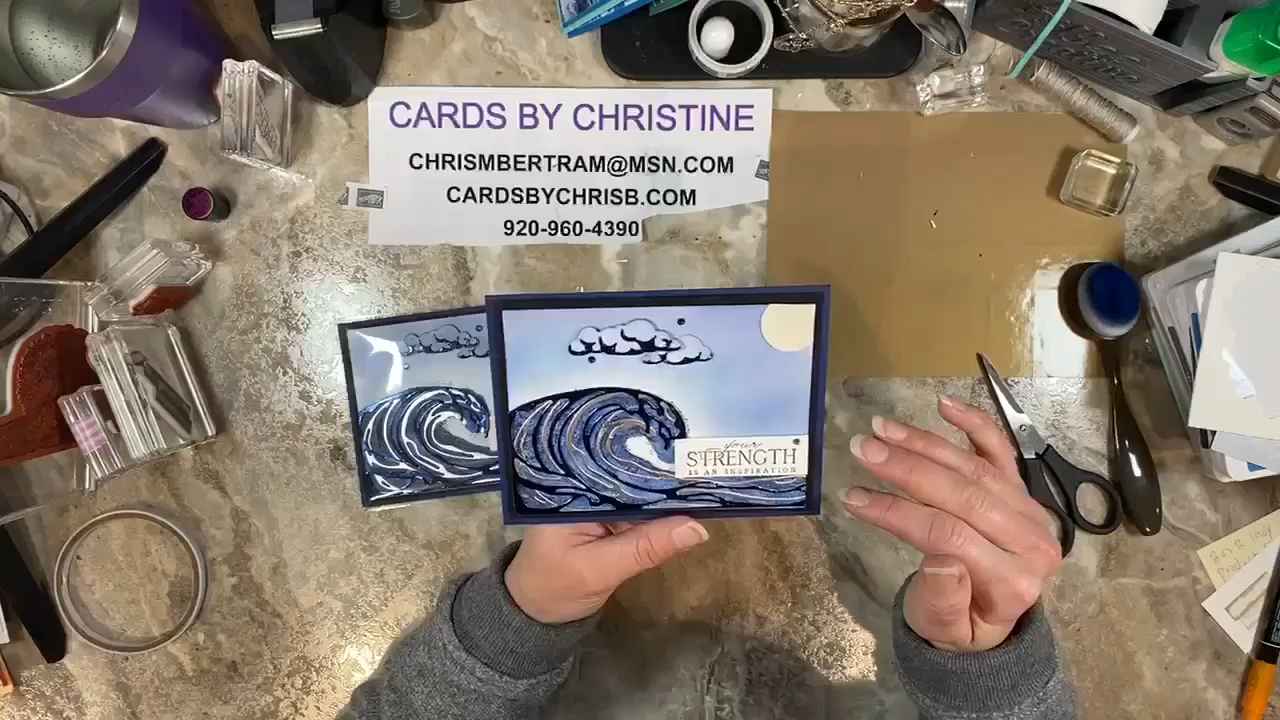 CARDS BY CHRISTINE
CHRISMBERTRAM@MSN.COM
CARDSBYCHRISB.COM
920-960-4390
your
STRENGTH
IS AN INSPIRATION